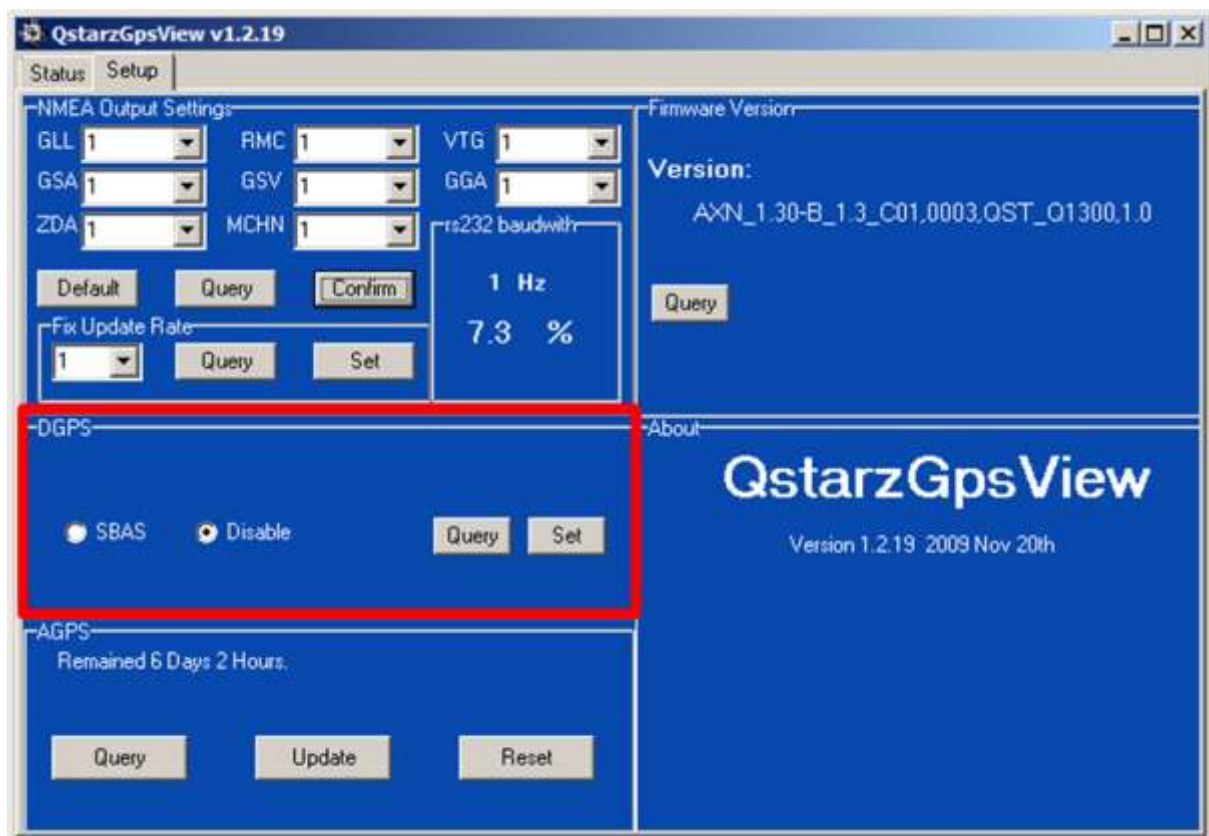 QstarzGpsView v1.2.19
Status Setup
NMEA Output Settings
GLL 1 RMC 1 VTG 1
GSA 1 GSV 1 GGA 1
ZDA 1 MCHN 1
rs232 baudwith
1 Hz
7.3 %
Default Query Confirm
Fix Update Rate
1 Query Set
Firmware Version
Version:
AXN_1.30-B_1.3_C01,0003,QST_Q1300,1.0
Query
DGPS
SBAS Disable Query Set
About
QstarzGpsView
Version 1.2.19 2009 Nov 20th
AGPS
Remained 6 Days 2 Hours.
Query Update Reset